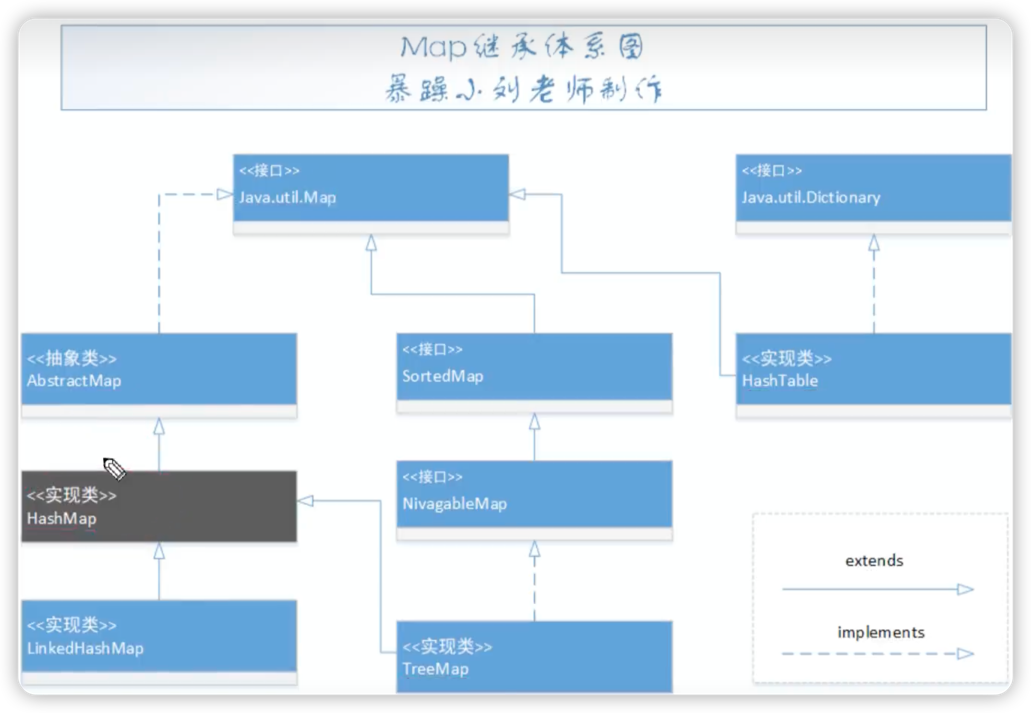 Map继承体系图
暴躁小刘老师制作
<<接口>>
Java.util.Map
<<接口>>
Java.util.Dictionary
<<抽象类>>
AbstractMap
<<接口>>
SortedMap
<<实现类>>
HashTable
<<实现类>>
HashMap
<<接口>>
NivagableMap
extends
implements
<<实现类>>
LinkedHashMap
<<实现类>>
TreeMap